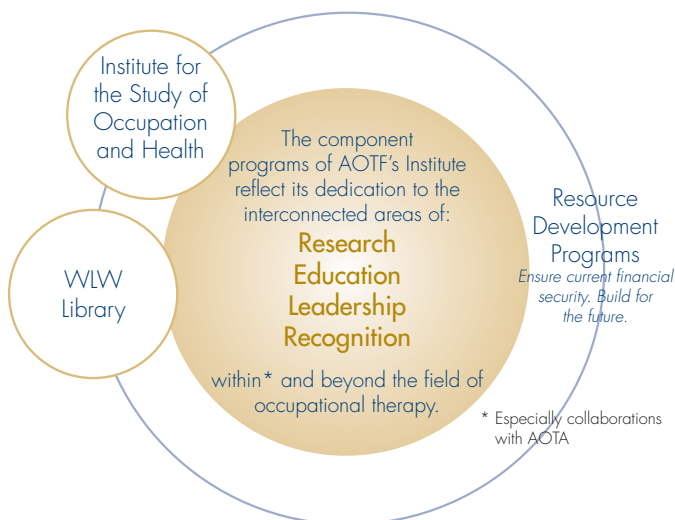 Institute for
the Study of
Occupation
and Health
WLW
Library
The component
programs of AOTF's Institute
reflect its dedication to the
interconnected areas of:
Research
Education
Leadership
Recognition
within* and beyond the field of
occupational therapy.
Resource
Development
Programs
Ensure current financial
security. Build for
the future.
* Especially collaborations
with AOTA